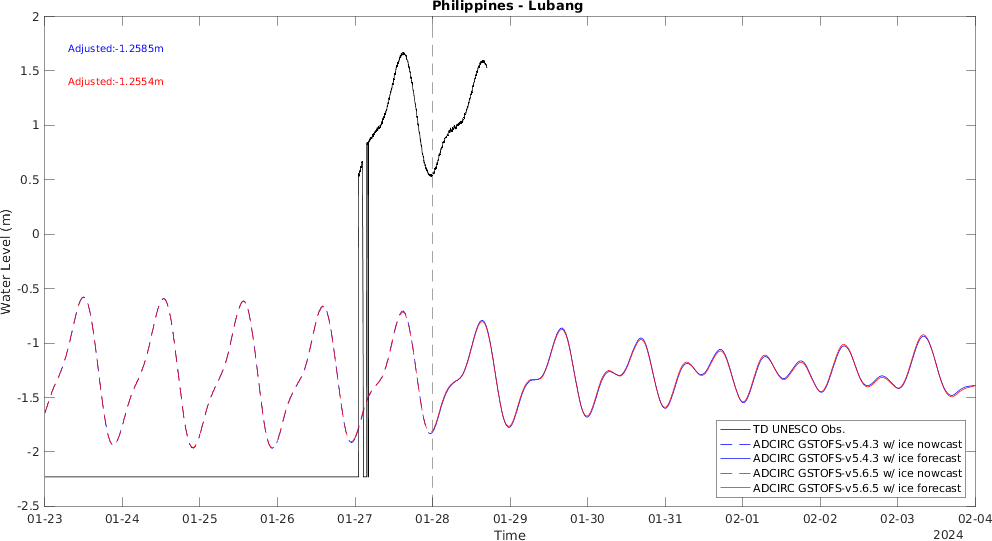 Philippines - Lubang
Adjusted:-1.2585m
Adjusted:-1.2554m
Water Level (m)
2
1.5
1
0.5
0
-0.5
-1
-1.5
-2
-2.5
TD UNESCO Obs.
ADCIRC GSTOFS-v5.4.3 w/ ice nowcast
ADCIRC GSTOFS-v5.4.3 w/ ice forecast
ADCIRC GSTOFS-v5.6.5 w/ ice nowcast
ADCIRC GSTOFS-v5.6.5 w/ ice forecast
01-23 01-24 01-25 01-26 01-27 01-28 01-29 01-30 01-31 02-01 02-02 02-03 02-04
Time
2024